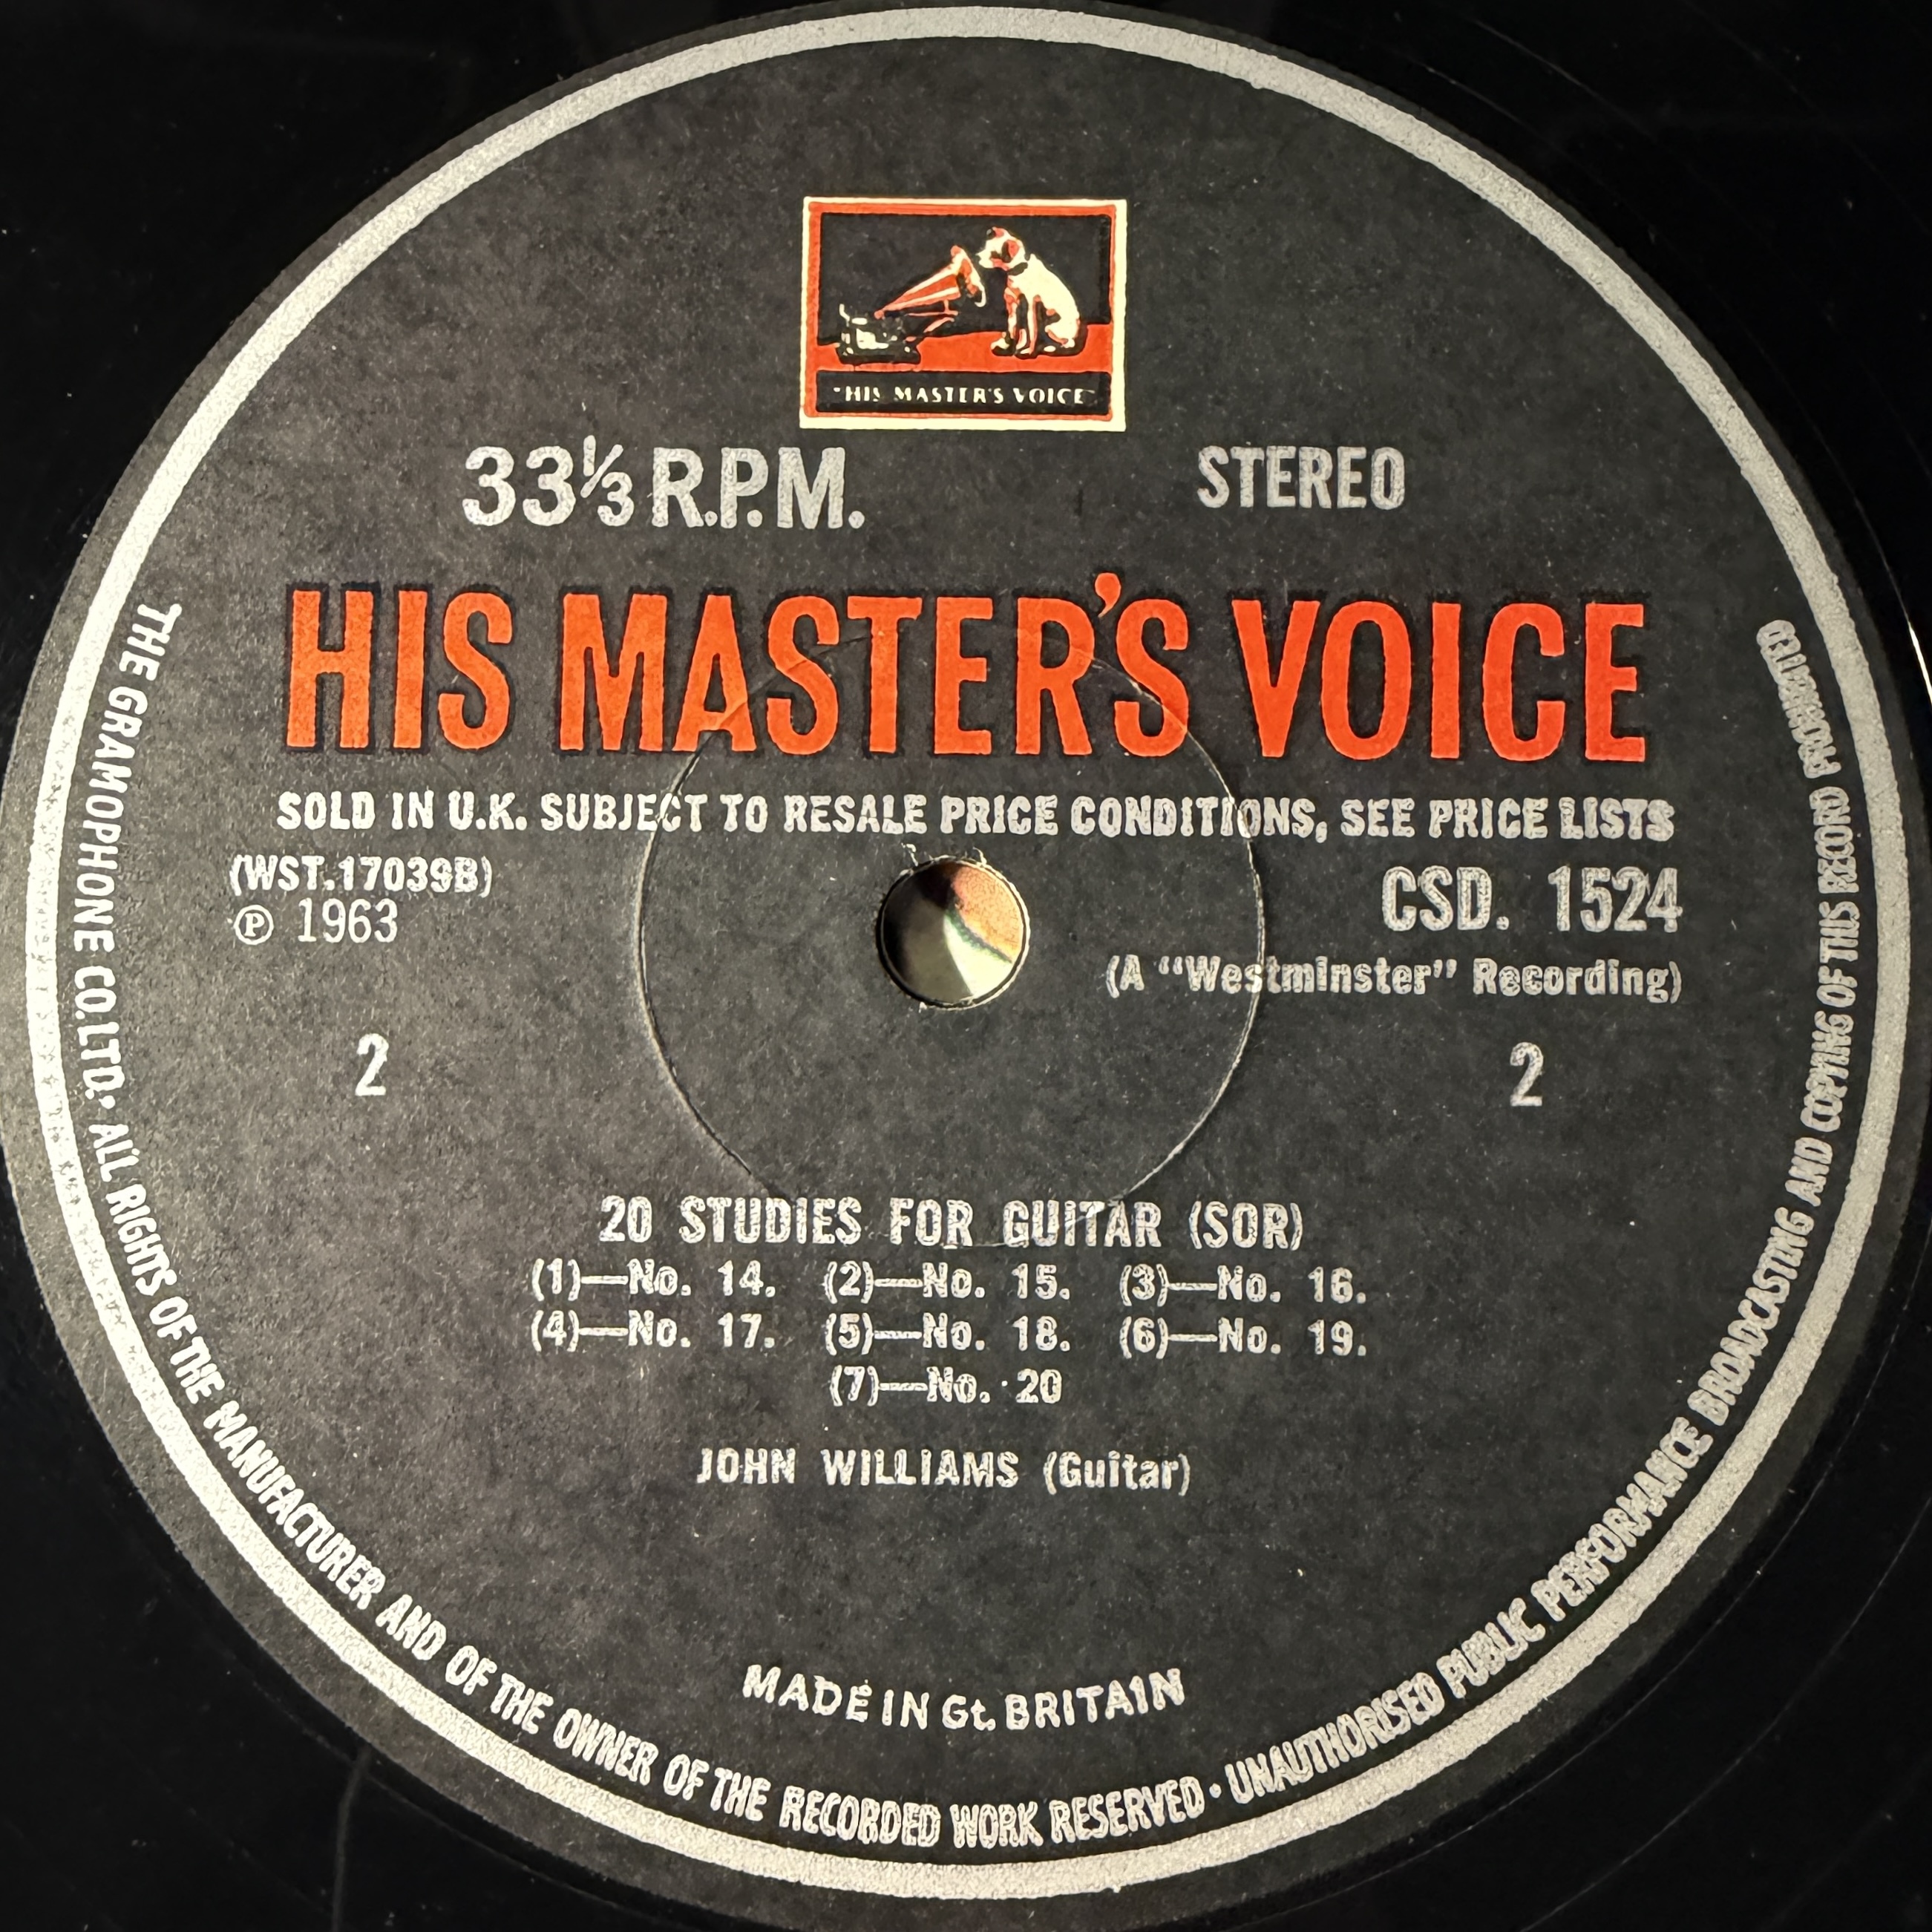 "HIS MASTER'S VOICE"
33⅓ R.P.M.
STEREO
HIS MASTER'S VOICE
SOLD IN U.K. SUBJECT TO RESALE PRICE CONDITIONS, SEE PRICE LISTS
(WST.17039B)
℗ 1963
CSD. 1524
(A “Westminster” Recording)
2
2
20 STUDIES FOR GUITAR (SOR)
(1)—No. 14. (2)—No. 15. (3)—No. 16.
(4)—No. 17. (5)—No. 18. (6)—No. 19.
(7)—No. 20
JOHN WILLIAMS (Guitar)
MADE IN Gt. BRITAIN
THE GRAMOPHONE CO. LTD. · ALL RIGHTS OF THE MANUFACTURER AND OF THE OWNER OF THE RECORDED WORK RESERVED · UNAUTHORISED PUBLIC PERFORMANCE BROADCASTING AND COPYING OF THIS RECORD PROHIBITED